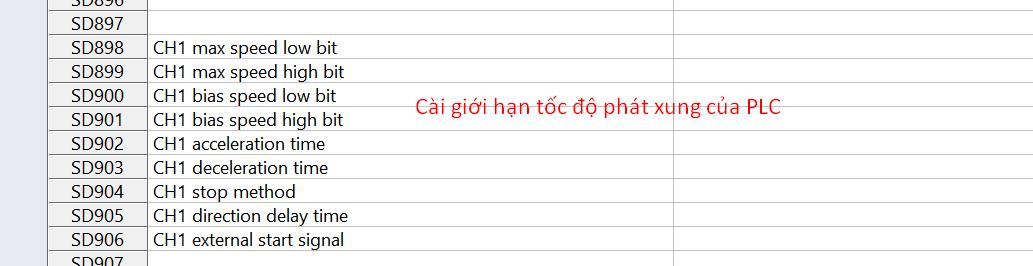 SD896
SD897
SD898 CH1 max speed low bit
SD899 CH1 max speed high bit
SD900 CH1 bias speed low bit
Cài giới hạn tốc độ phát xung của PLC
SD901 CH1 bias speed high bit
SD902 CH1 acceleration time
SD903 CH1 deceleration time
SD904 CH1 stop method
SD905 CH1 direction delay time
SD906 CH1 external start signal
SD907